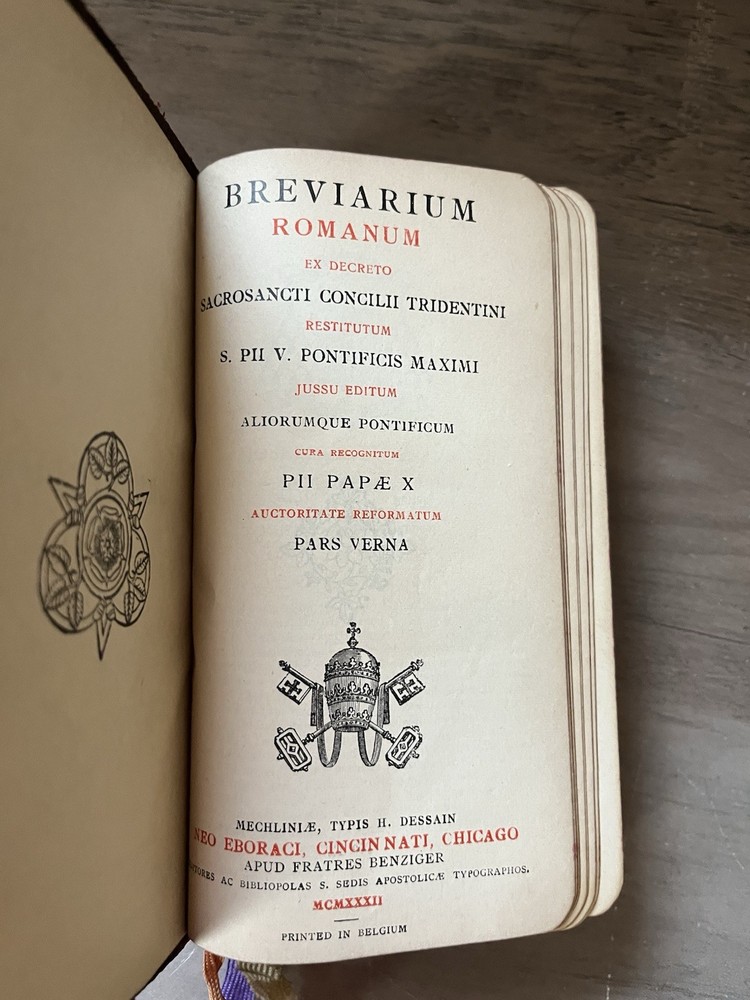 BREVIARIUM
ROMANUM
EX DECRETO
SACROSANCTI CONCILII TRIDENTINI
RESTITUTUM
S. PII V. PONTIFICIS MAXIMI
JUSSU EDITUM
ALIORUMQUE PONTIFICUM
CURA RECOGNITUM
PII PAPÆ X
AUCTORITATE REFORMATUM
PARS VERNA
MECHLINIÆ, TYPIS H. DESSAIN
NEO EBORACI, CINCINNATI, CHICAGO
APUD FRATRES BENZIGER
AC BIBLIOPOLAS S. SEDIS APOSTOLICÆ TYPOGRAPHOS.
MCMXXXII
PRINTED IN BELGIUM